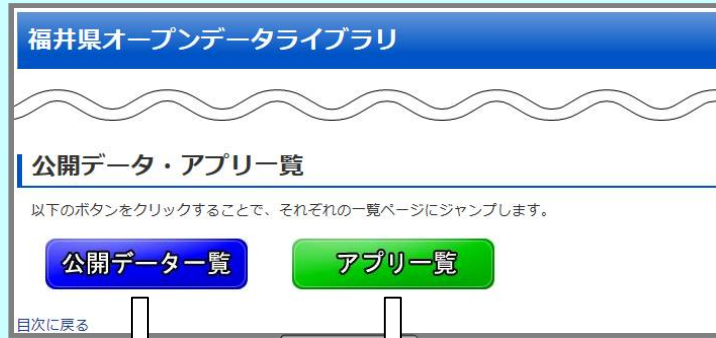 福井県オープンデータライブラリ
公開データ・アプリ一覧
以下のボタンをクリックすることで、それぞれの一覧ページにジャンプします。
公開データ一覧
アプリ一覧
目次に戻る